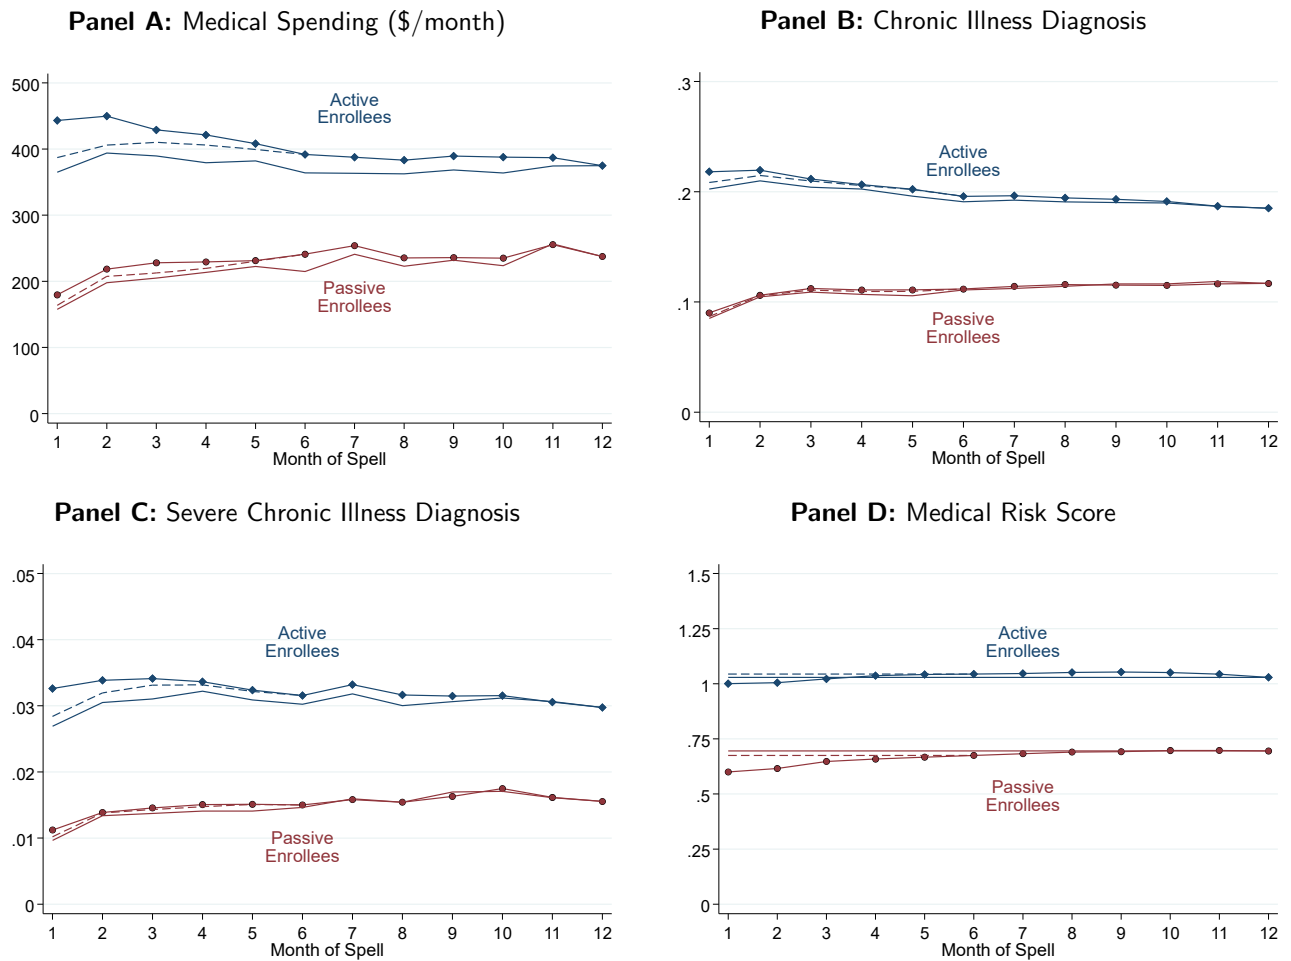 Panel A: Medical Spending ($/month)
500
400
300
200
100
0
Active
Enrollees
Passive
Enrollees
1 2 3 4 5 6 7 8 9 10 11 12
Month of Spell
Panel B: Chronic Illness Diagnosis
.3
.2
.1
0
Active
Enrollees
Passive
Enrollees
1 2 3 4 5 6 7 8 9 10 11 12
Month of Spell
Panel C: Severe Chronic Illness Diagnosis
.05
.04
.03
.02
.01
0
Active
Enrollees
Passive
Enrollees
1 2 3 4 5 6 7 8 9 10 11 12
Month of Spell
Panel D: Medical Risk Score
1.5
1.25
1
.75
.5
.25
0
Active
Enrollees
Passive
Enrollees
1 2 3 4 5 6 7 8 9 10 11 12
Month of Spell